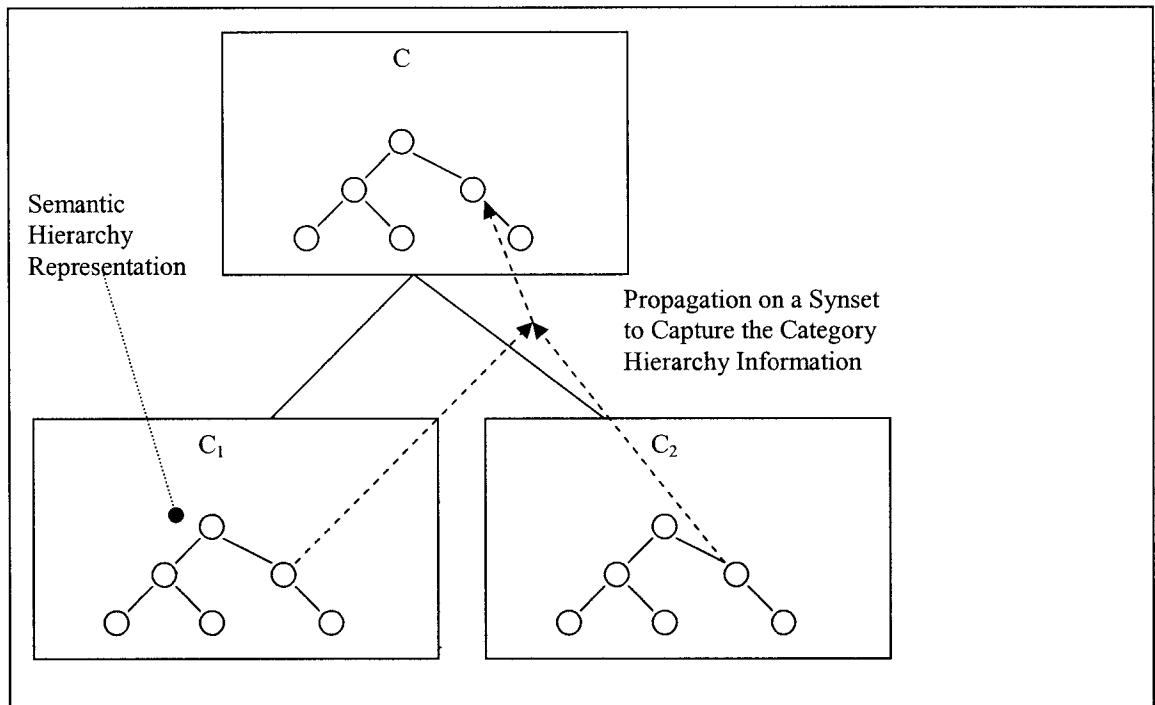 C
Semantic
Hierarchy
Representation
Propagation on a Synset
to Capture the Category
Hierarchy Information
C₁
C₂